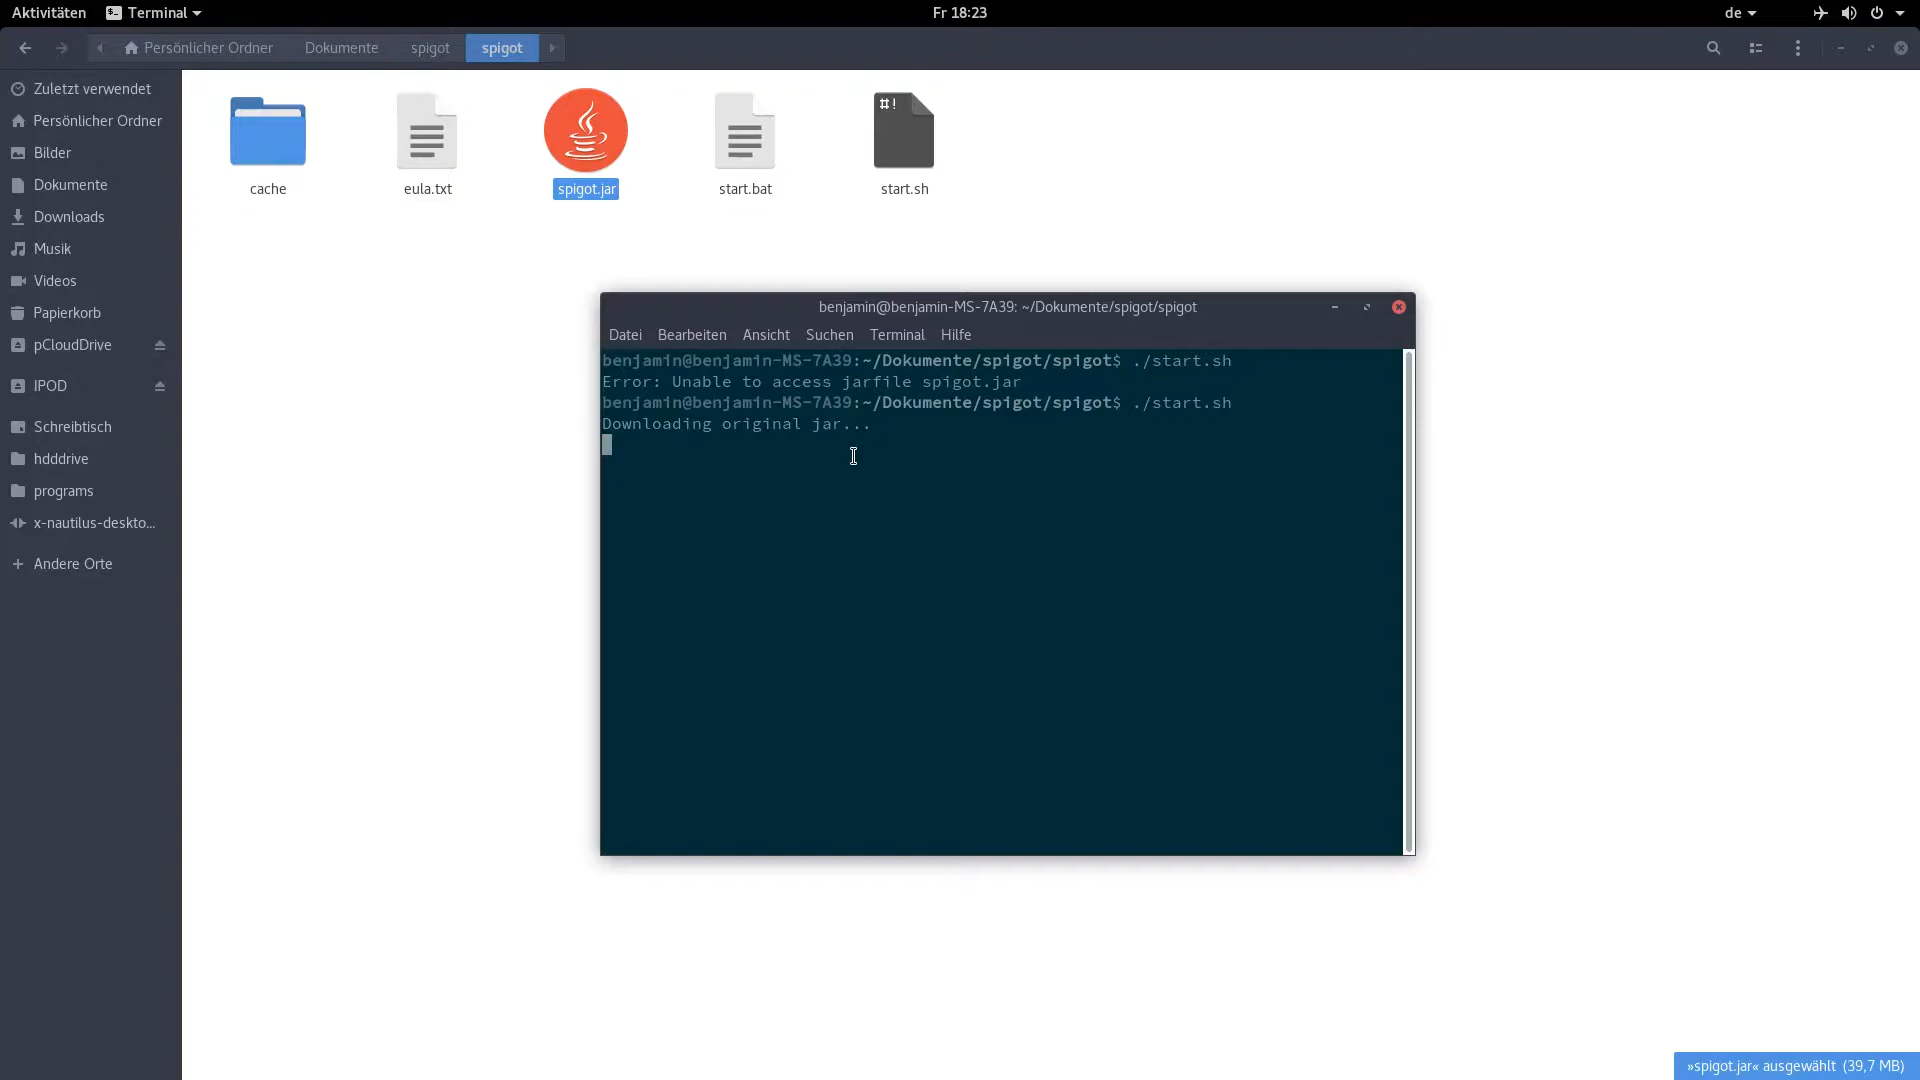 Aktivitäten
Terminal
Fr 18:23
de
Persönlicher Ordner
Dokumente
spigot
spigot
Zuletzt verwendet
Persönlicher Ordner
Bilder
Dokumente
Downloads
Musik
Videos
Papierkorb
pCloudDrive
IPOD
Schreibtisch
hdddrive
programs
x-nautilus-deskto...
Andere Orte
cache
eula.txt
spigot.jar
start.bat
#!
start.sh
benjamin@benjamin-MS-7A39: ~/Dokumente/spigot/spigot
Datei Bearbeiten Ansicht Suchen Terminal Hilfe
benjamin@benjamin-MS-7A39:~/Dokumente/spigot/spigot$ ./start.sh
Error: Unable to access jarfile spigot.jar
benjamin@benjamin-MS-7A39:~/Dokumente/spigot/spigot$ ./start.sh
Downloading original jar...
»spigot.jar« ausgewählt (39,7 MB)